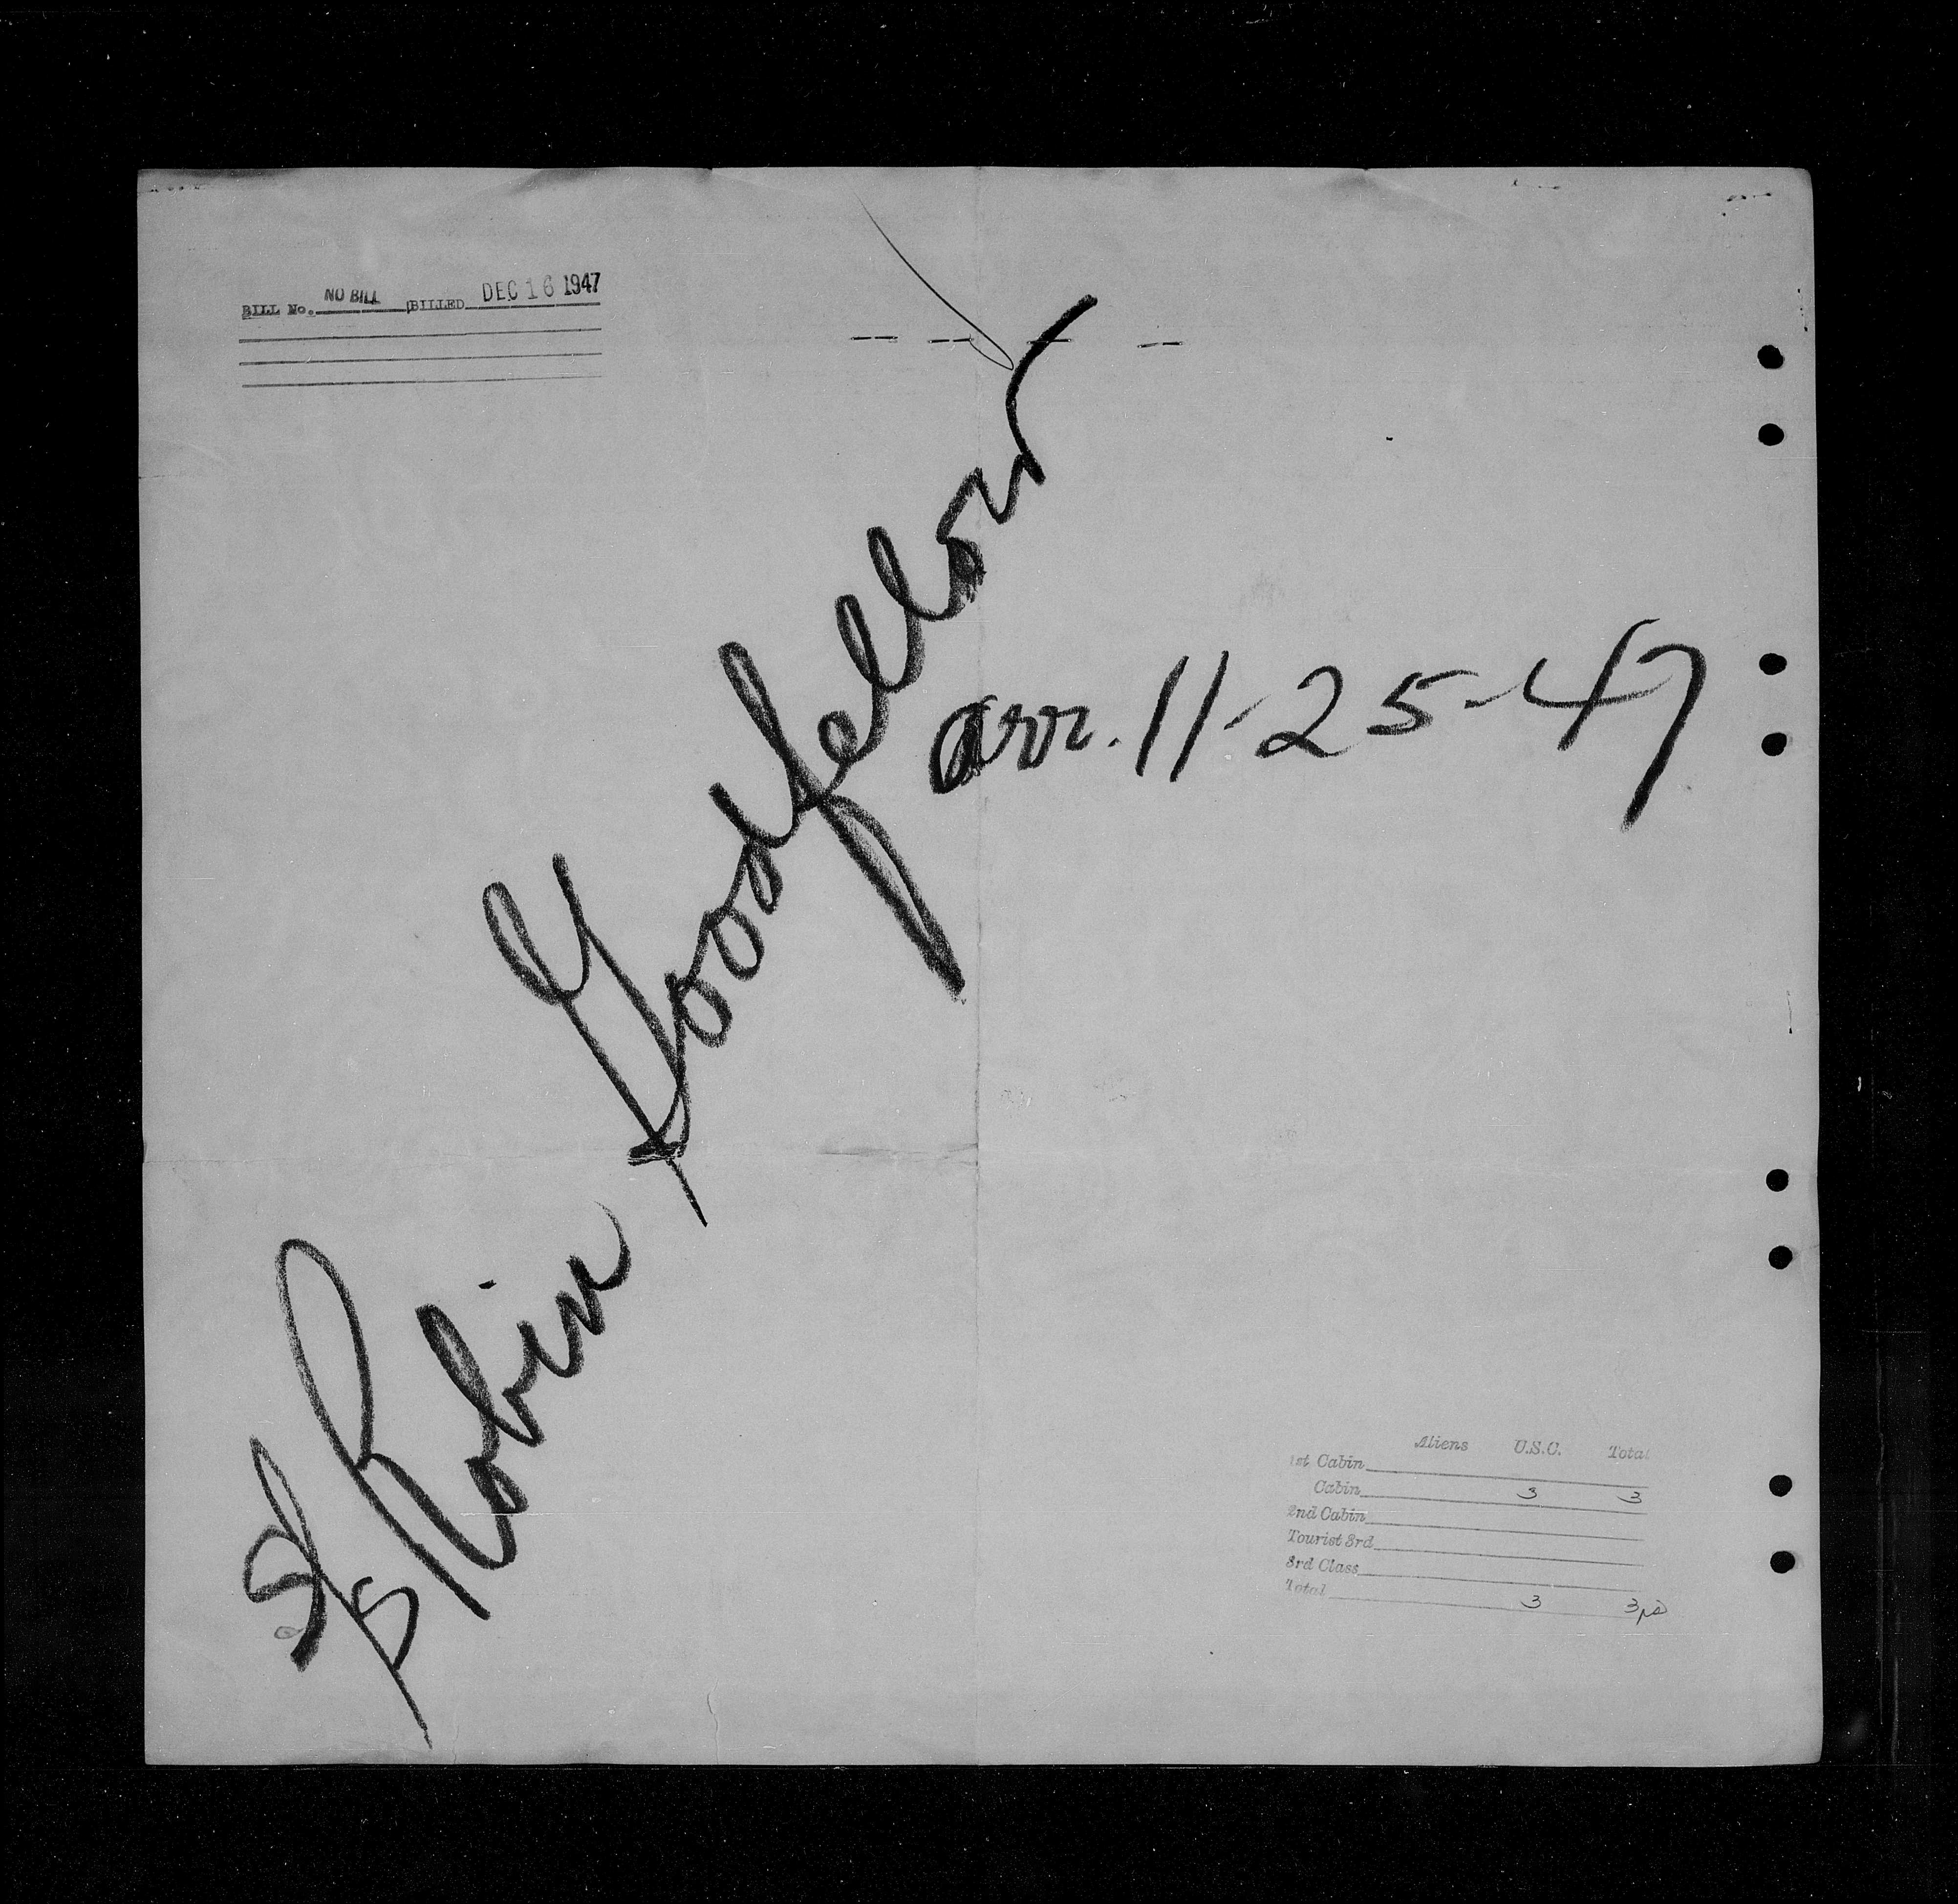 BILL No. NO BILL BILLED DEC 16 1947
S/S Robin Goodfellow
arr. 11-25-47
Aliens U.S.C. Total
1st Cabin
Cabin 3 3
2nd Cabin
Tourist 3rd
3rd Class
Total 3 3